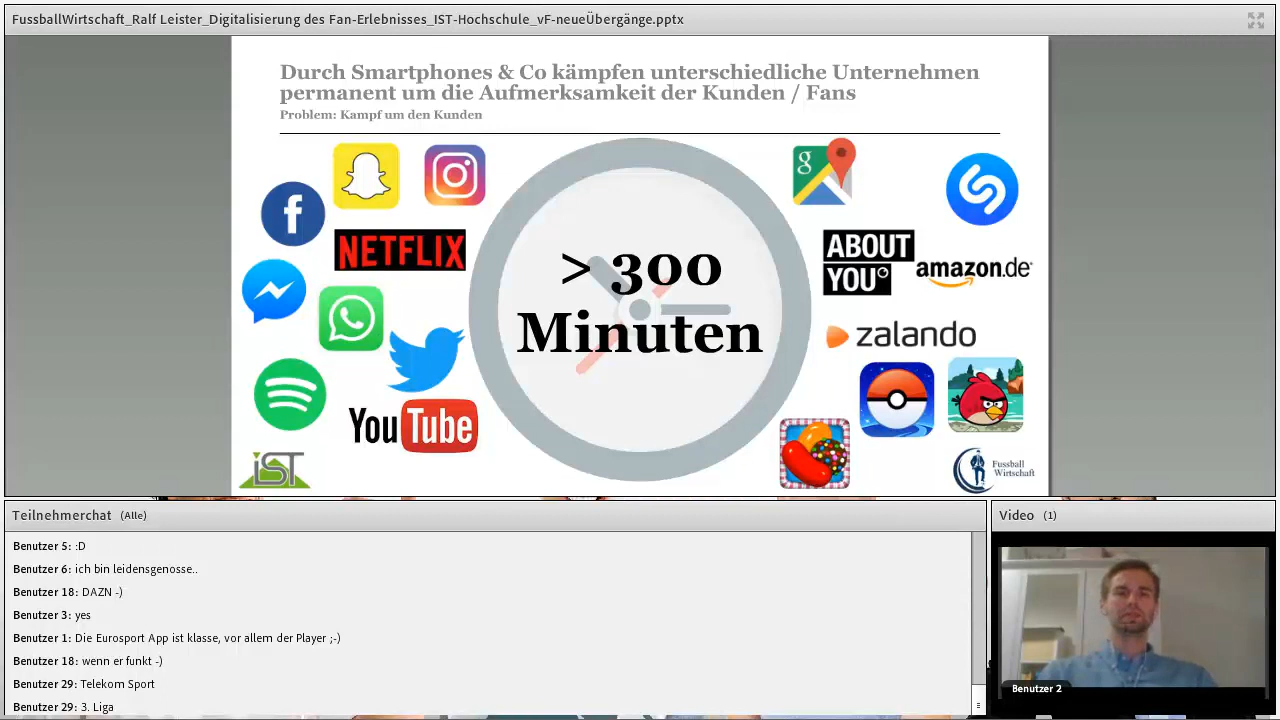 FussballWirtschaft_Ralf Leister_Digitalisierung des Fan-Erlebnisses_IST-Hochschule_vF-neueÜbergänge.pptx
Durch Smartphones & Co kämpfen unterschiedliche Unternehmen
permanent um die Aufmerksamkeit der Kunden / Fans
Problem: Kampf um den Kunden
f
g
NETFLIX
ABOUT
YOU
amazon.de
> 300
Minuten
zalando
YouTube
iST
Fussball
Wirtschaft
Teilnehmerchat (Alle)
Benutzer 5: :D
Benutzer 6: ich bin leidensgenosse..
Benutzer 18: DAZN -)
Benutzer 3: yes
Benutzer 1: Die Eurosport App ist klasse, vor allem der Player ;-)
Benutzer 18: wenn er funkt -)
Benutzer 29: Telekom Sport
Benutzer 29: 3. Liga
Video (1)
Benutzer 2